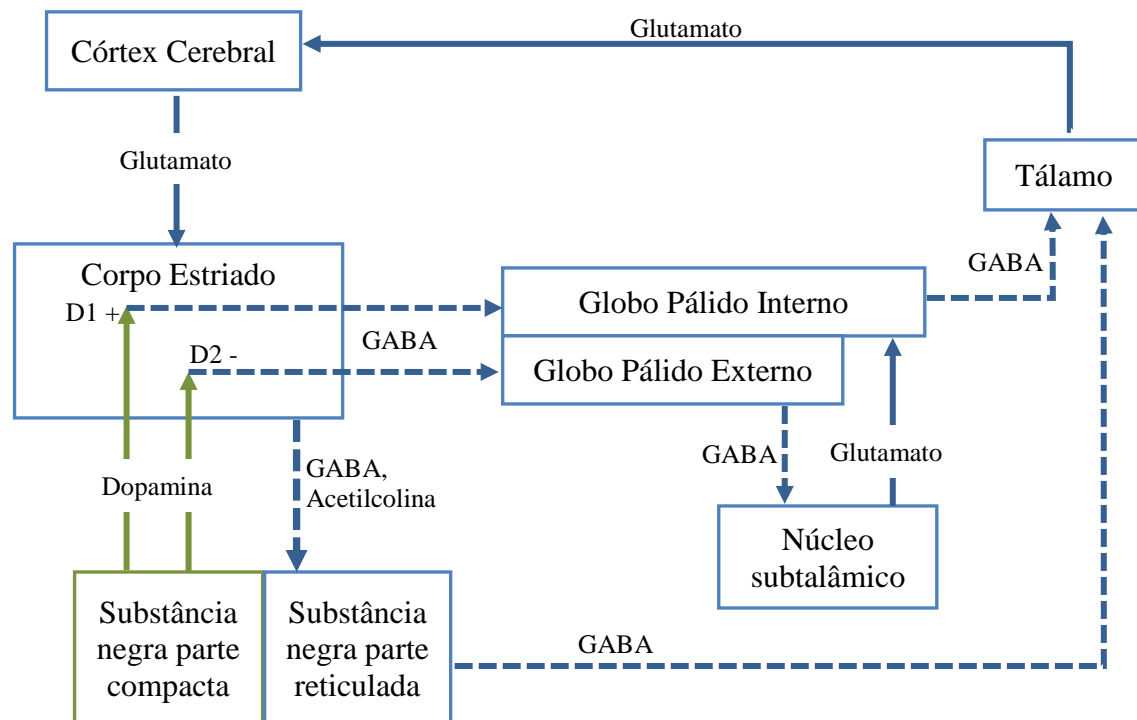 Glutamato
Córtex Cerebral
Glutamato
Tálamo
Corpo Estriado
GABA
D1 +
Globo Pálido Interno
GABA
D2 -
Globo Pálido Externo
GABA,
Acetilcolina
GABA
Glutamato
Dopamina
Núcleo
subtalâmico
Substância
negra parte
compacta
Substância
negra parte
reticulada
GABA